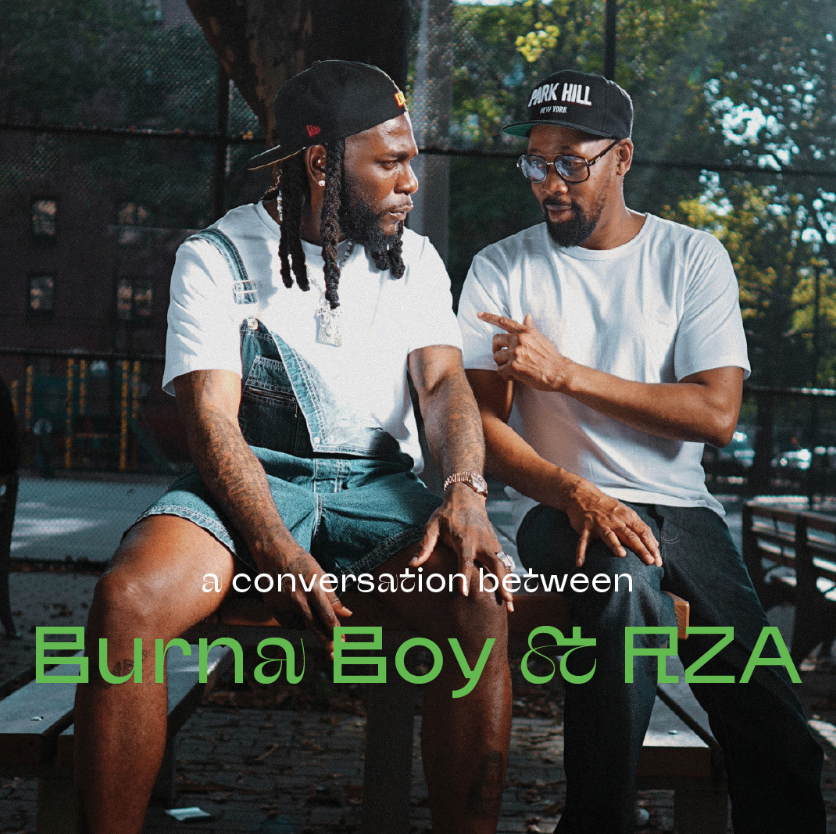 PARK HILL
NEW YORK
a conversation between
Burna Boy & RZA